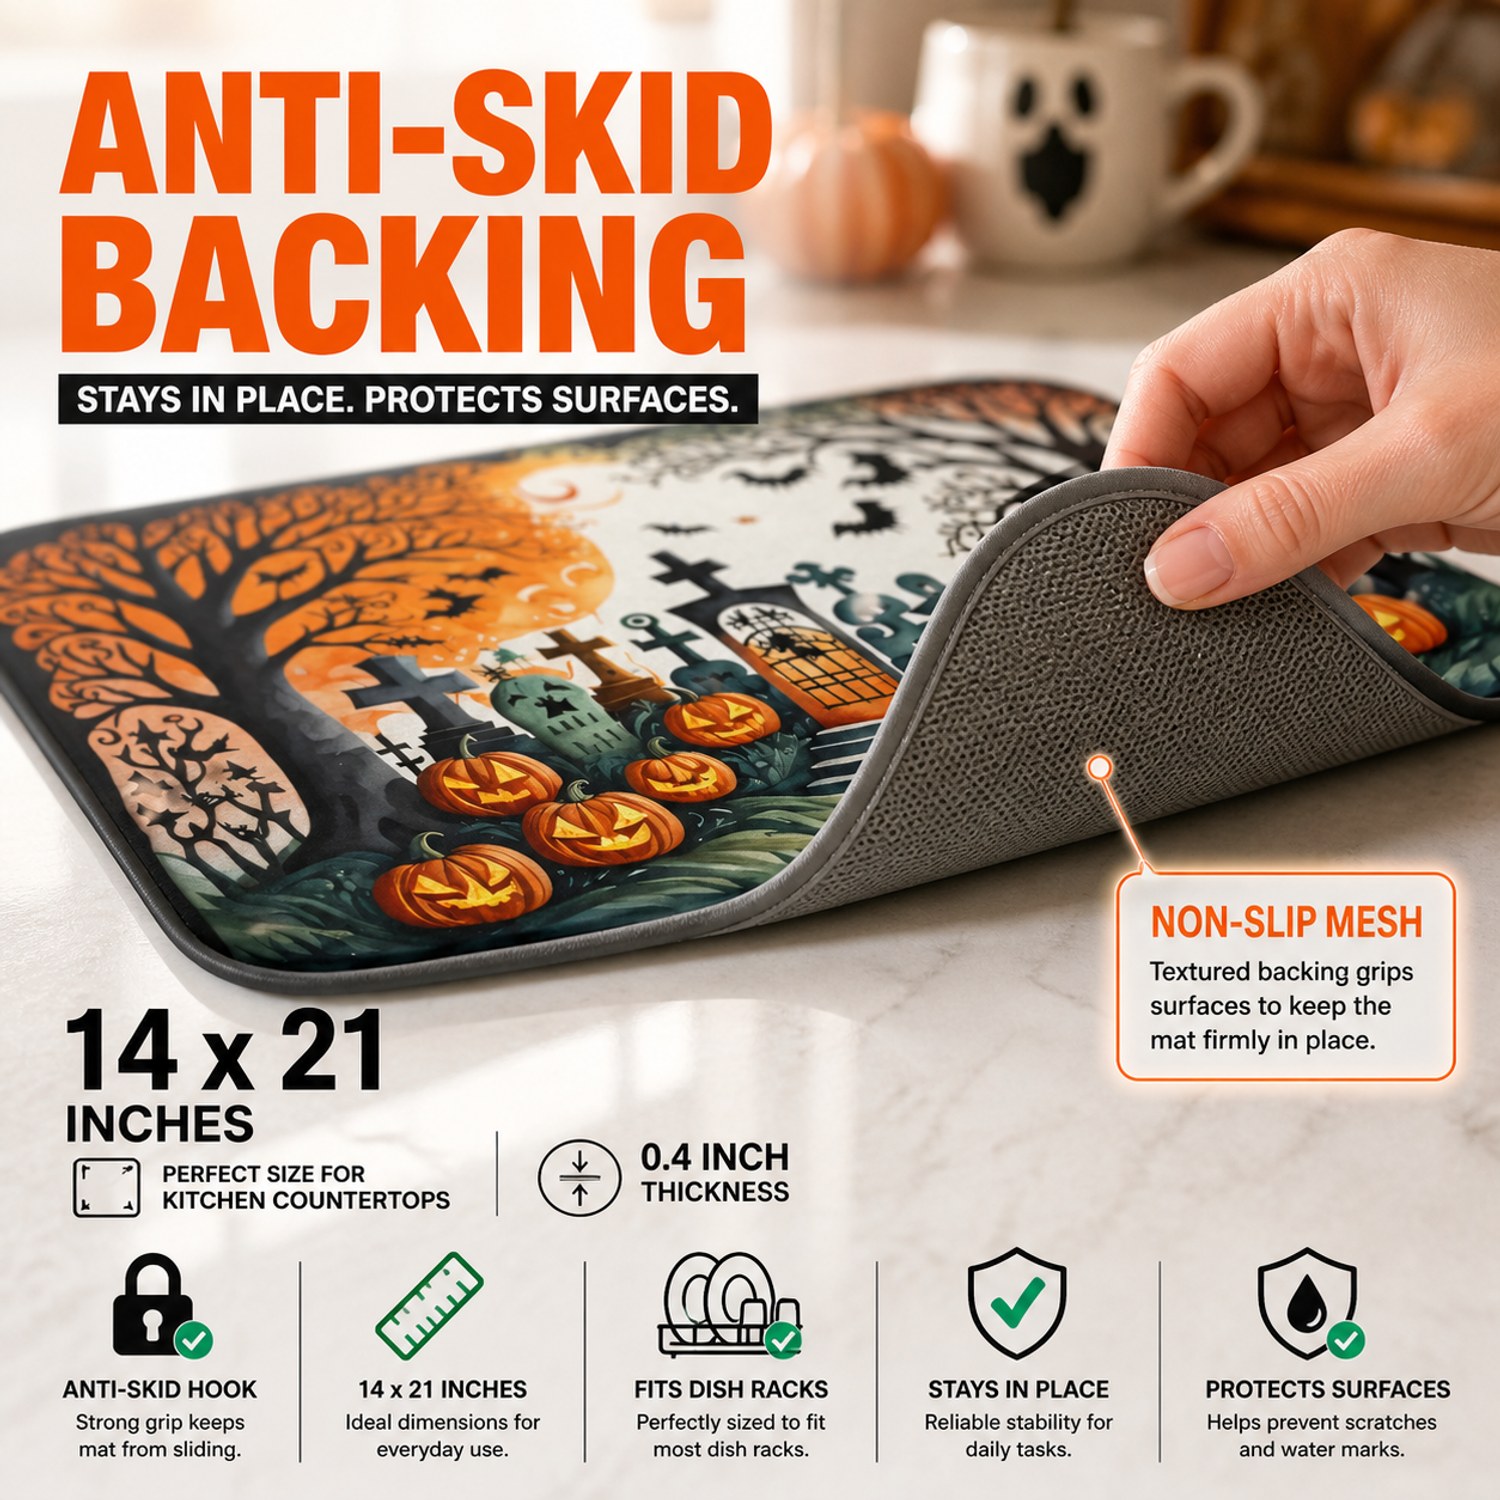 ANTI-SKID
BACKING
STAYS IN PLACE. PROTECTS SURFACES.
NON-SLIP MESH
Textured backing grips
surfaces to keep the
mat firmly in place.
14 x 21
INCHES
PERFECT SIZE FOR
KITCHEN COUNTERTOPS
0.4 INCH
THICKNESS
ANTI-SKID HOOK
Strong grip keeps
mat from sliding.
14 x 21 INCHES
Ideal dimensions for
everyday use.
FITS DISH RACKS
Perfectly sized to fit
most dish racks.
STAYS IN PLACE
Reliable stability for
daily tasks.
PROTECTS SURFACES
Helps prevent scratches
and water marks.